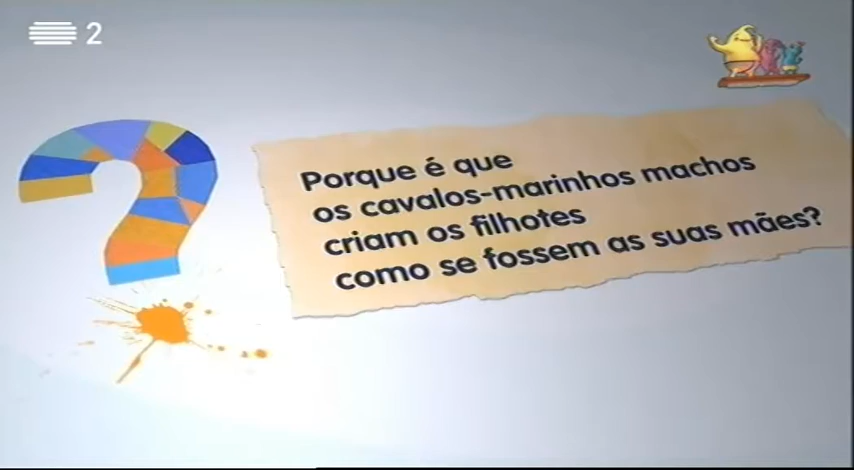 2
Porque é que
os cavalos-marinhos machos
criam os filhotes
como se fossem as suas mães?